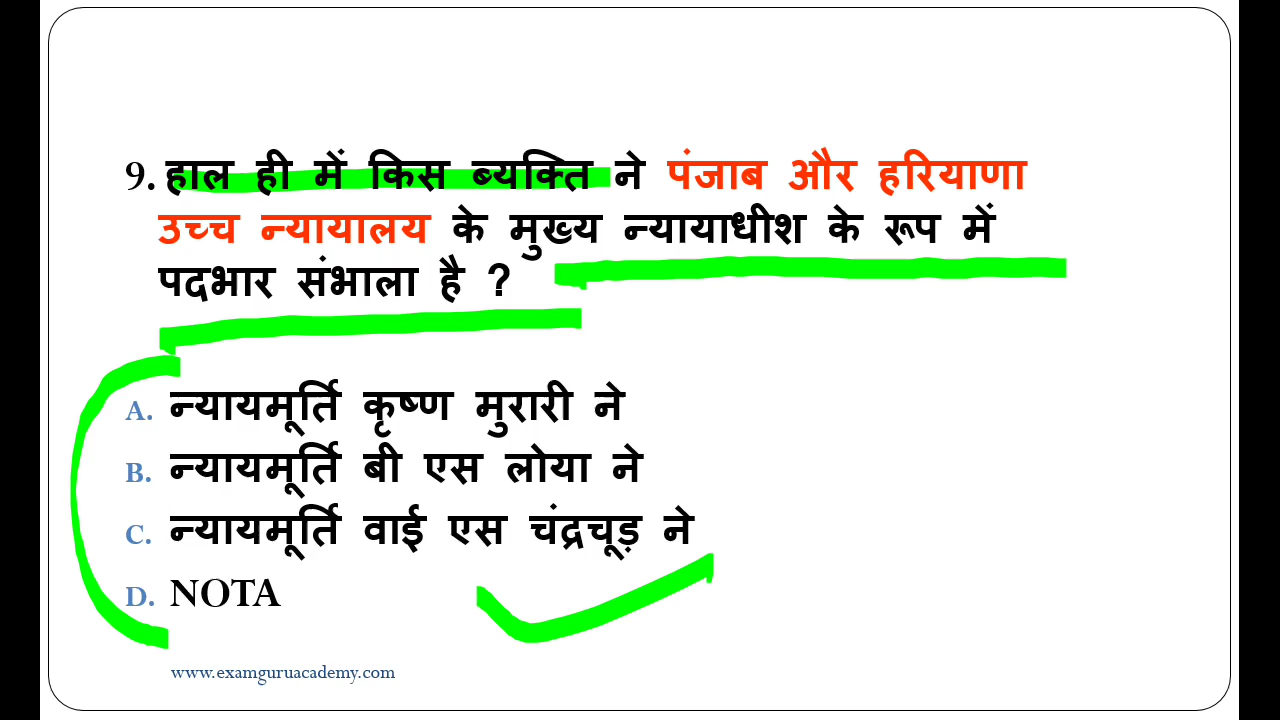 9. हाल ही में किस ब्यक्ति ने पंजाब और हरियाणा
उच्च न्यायालय के मुख्य न्यायाधीश के रूप में
पदभार संभाला है ?
A. न्यायमूर्ति कृष्ण मुरारी ने
B. न्यायमूर्ति बी एस लोया ने
C. न्यायमूर्ति वाई एस चंद्रचूड़ ने
D. NOTA
www.examguruacademy.com